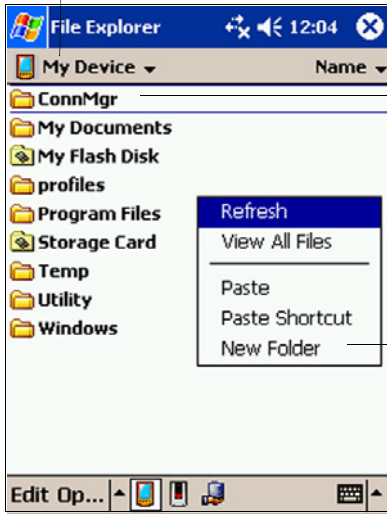 File Explorer 12:04
My Device Name
ConnMgr
My Documents
My Flash Disk
profiles
Program Files
Storage Card
Temp
Utility
Windows
Refresh
View All Files
Paste
Paste Shortcut
New Folder
Edit Op...